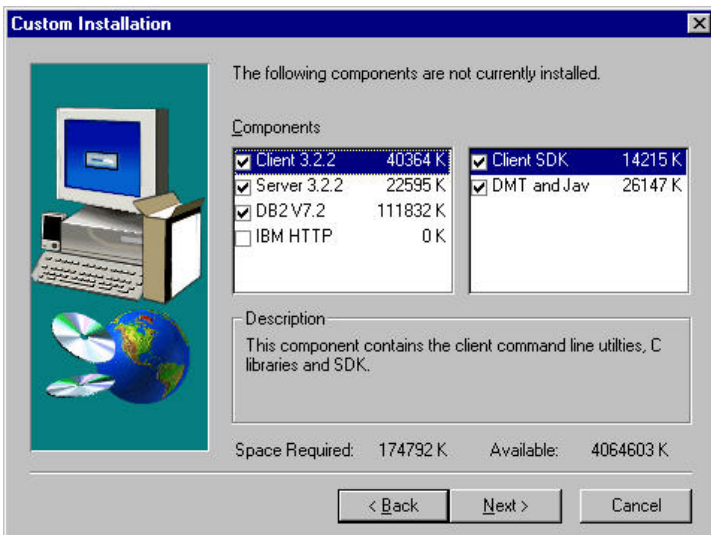 Custom Installation
The following components are not currently installed.
Components
Client 3.2.2 40364 K
Server 3.2.2 22595 K
DB2 V7.2 111832 K
IBM HTTP 0 K
Client SDK 14215 K
DMT and Jav 26147 K
Description
This component contains the client command line utilties, C
libraries and SDK.
Space Required: 174792 K Available: 4064603 K
< Back Next > Cancel